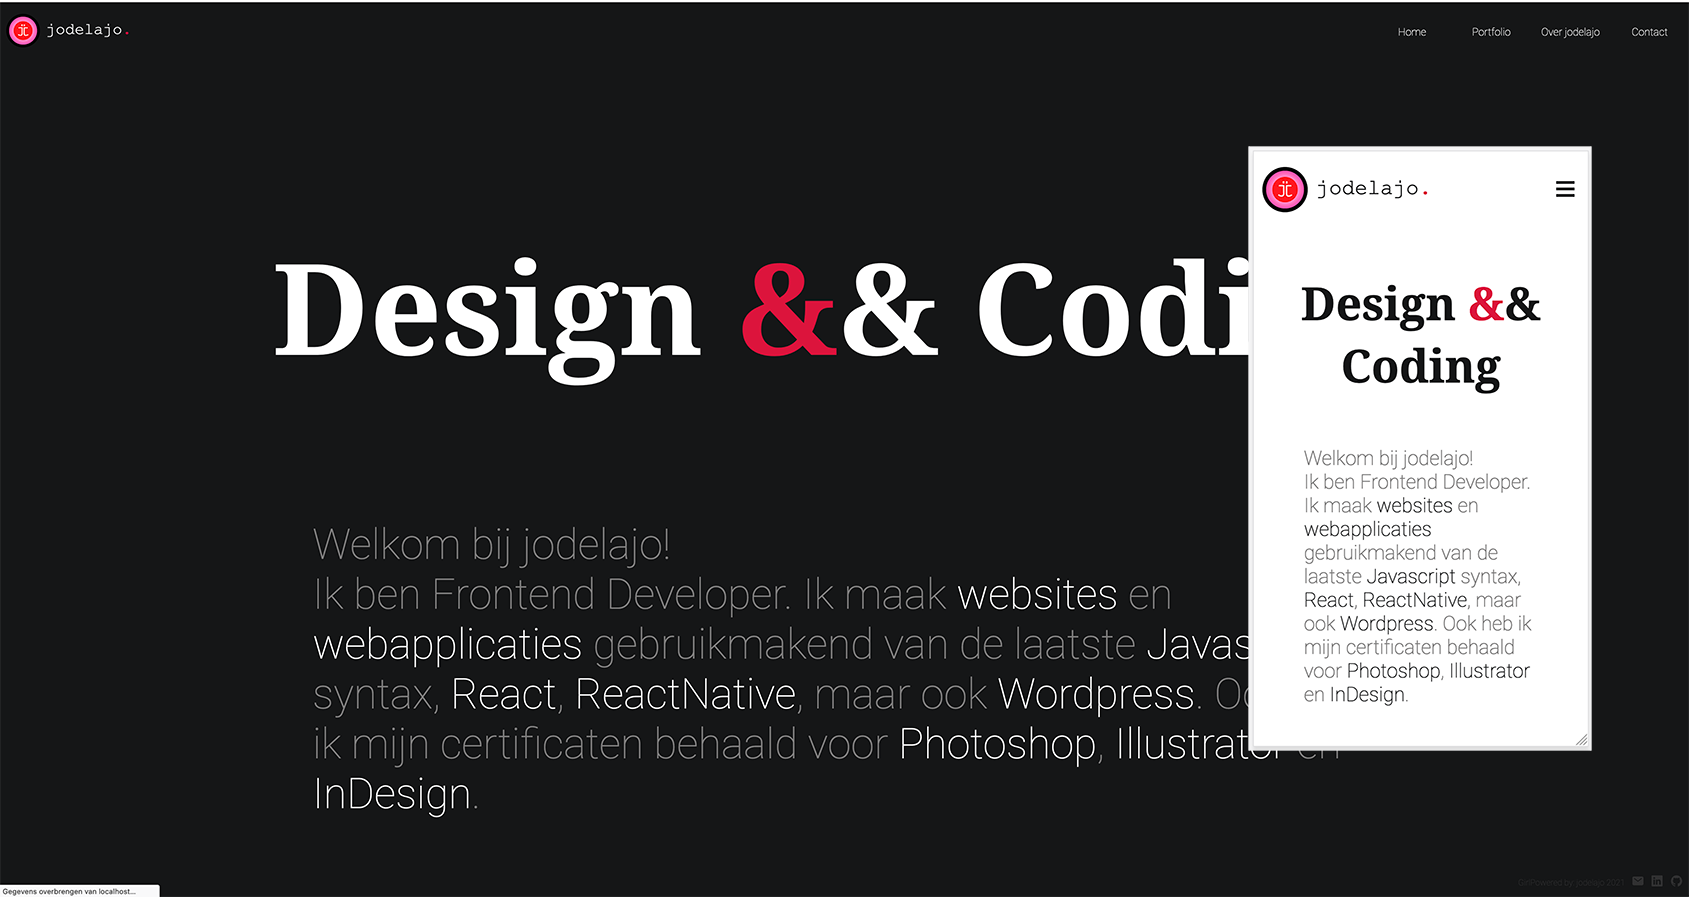 jodelajo.
Home Portfolio Over jodelajo Contact
Design && Codi
Welkom bij jodelajo!
Ik ben Frontend Developer. Ik maak websites en
webapplicaties gebruikmakend van de laatste Javas
syntax, React, ReactNative, maar ook Wordpress. Oo
ik mijn certificaten behaald voor Photoshop, Illustrator en
InDesign.
jodelajo.
Design &&
Coding
Welkom bij jodelajo!
Ik ben Frontend Developer.
Ik maak websites en
webapplicaties
gebruikmakend van de
laatste Javascript syntax,
React, ReactNative, maar
ook Wordpress. Ook heb ik
mijn certificaten behaald
voor Photoshop, Illustrator
en InDesign.
Gegevens overbrengen van localhost...
by jodelajo 2021